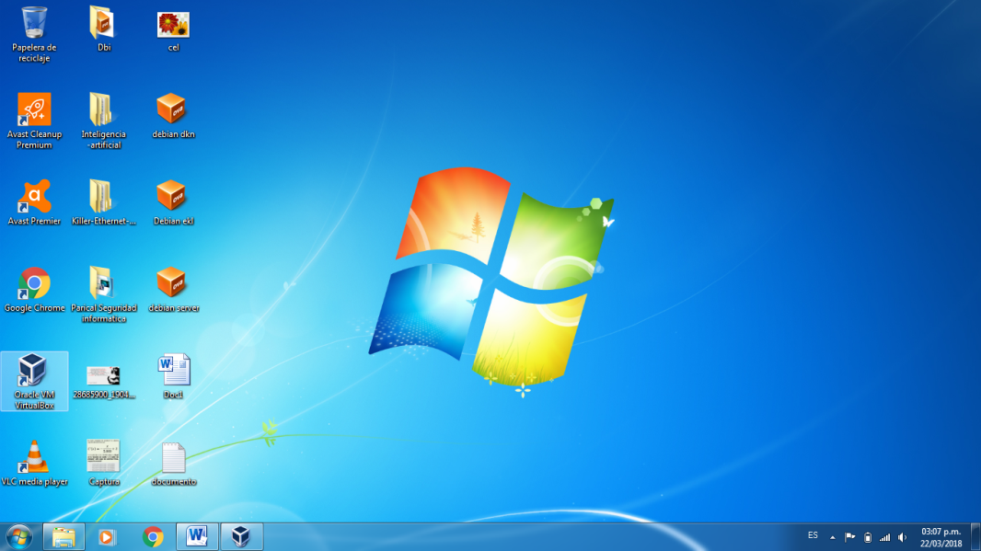 Papelera de
reciclaje
Dbi
cel
Avast Cleanup
Premium
Inteligencia
-artificial
debian dkn
Avast Premier
Killer-Ethernet-...
Debian ekl
Google Chrome
Parical Seguridad
informatica
debian server
Oracle VM
VirtualBox
28685900_1904...
Doc1
VLC media player
Captura
documento
ES
03:07 p.m.
22/03/2018